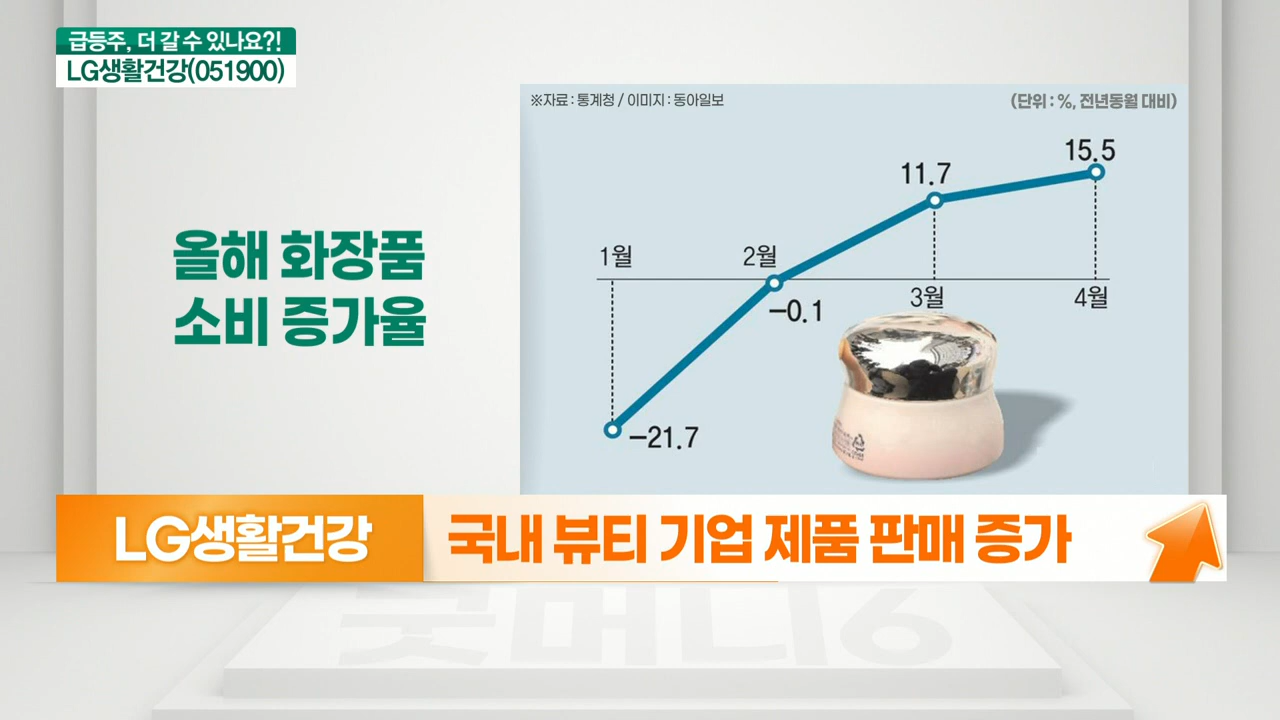 급등주, 더 갈 수 있나요?!
LG생활건강(051900)
※자료 : 통계청 / 이미지 : 동아일보
(단위 : %, 전년동월 대비)
올해 화장품
소비 증가율
15.5
11.7
1월
2월
3월
4월
-0.1
-21.7
LG생활건강
국내 뷰티 기업 제품 판매 증가
굿머니6